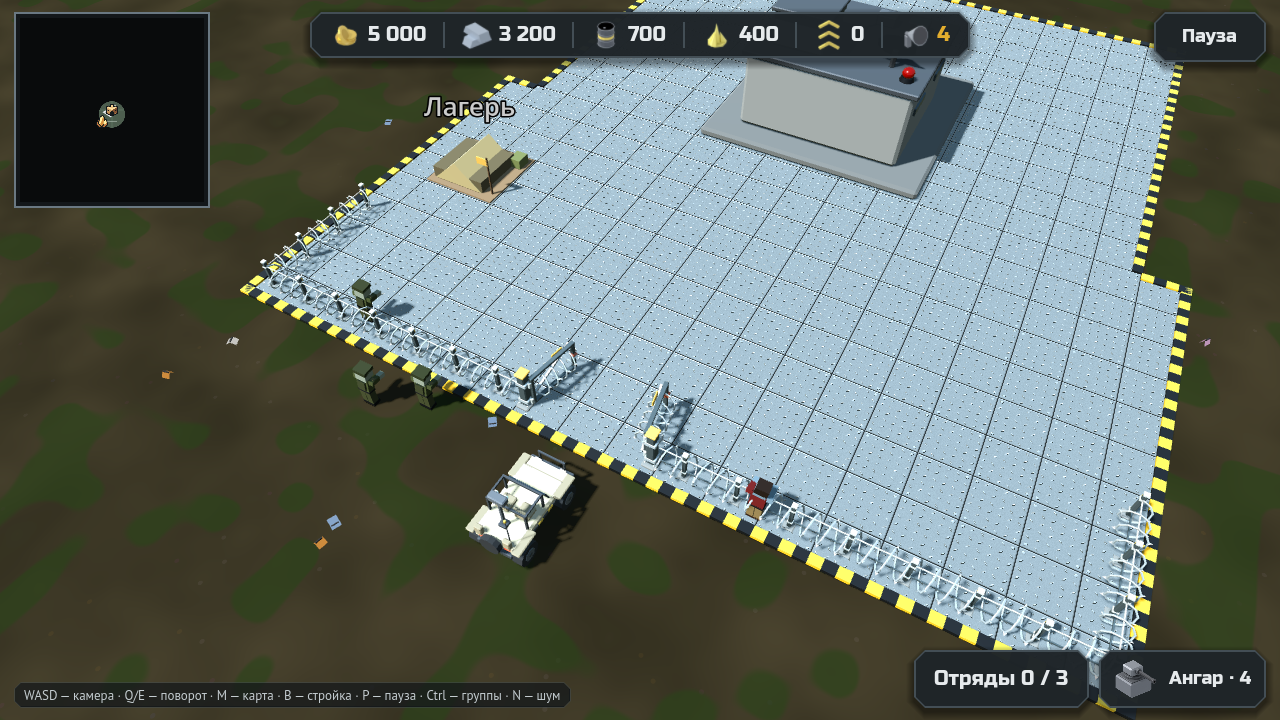 5 000
3 200
700
400
0
4
Пауза
Лагерь
Отряды 0 / 3
Ангар · 4
WASD — камера · Q/E — поворот · M — карта · B — стройка · P — пауза · Ctrl — группы · N — шум